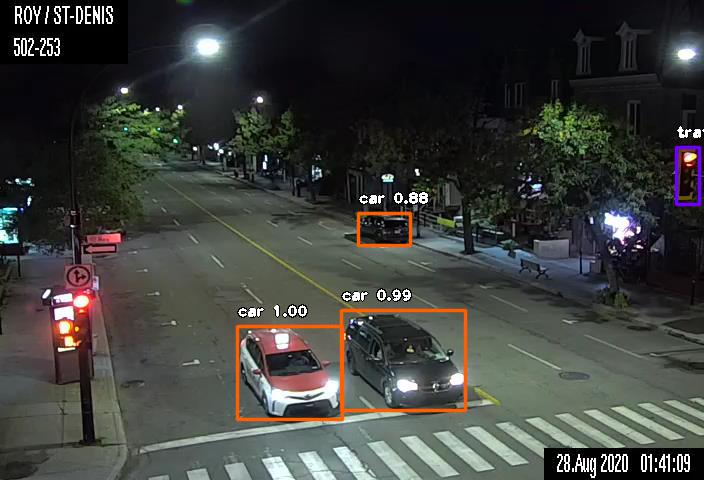 ROY / ST-DENIS
502-253
tra
car 0.88
car 0.99
car 1.00
28.Aug 2020 01:41:09